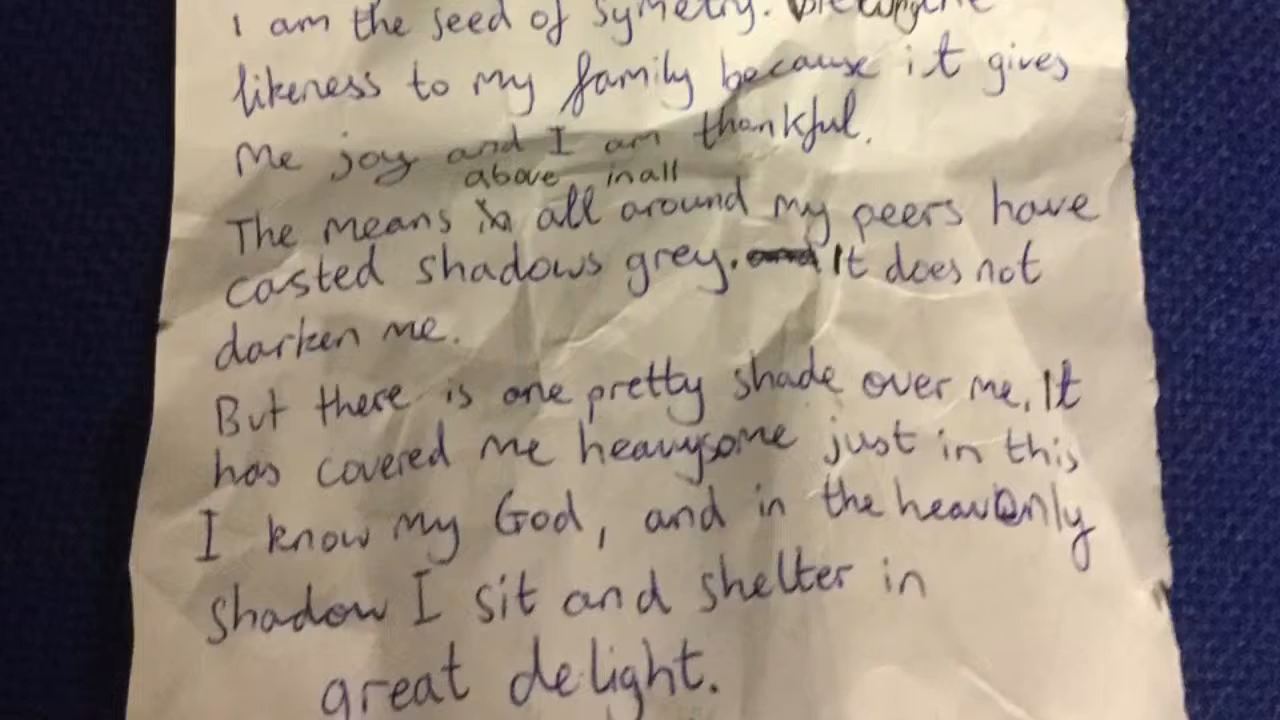 I am the seed of symetry.
likeness to my family because it gives
me joy and I am thankful.
above in all
The means in all around my peers have
casted shadows grey. It does not
darken me.
But there is one pretty shade over me. It
has covered me heavysome just in this
I know my God, and in the heavenly
shadow I sit and shelter in
great delight.